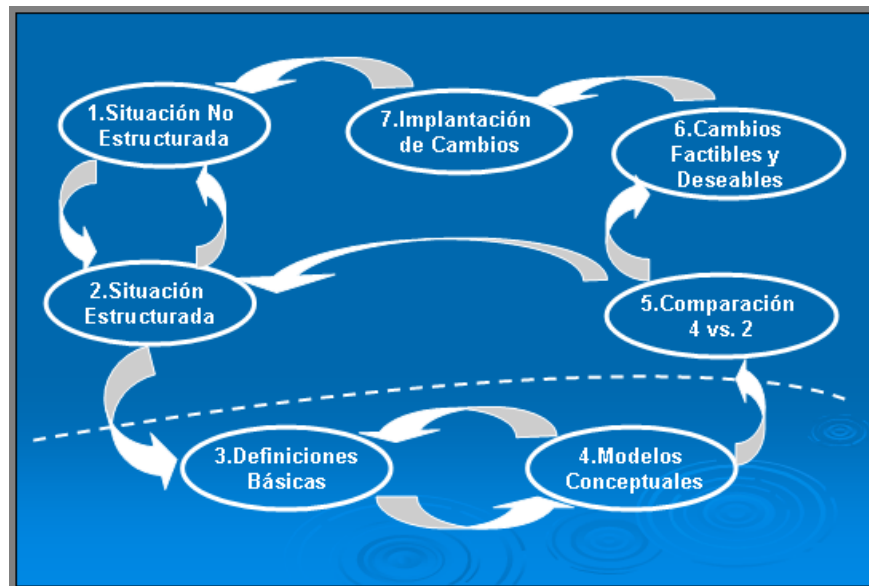 1.Situación No
Estructurada
7.Implantación
de Cambios
6.Cambios
Factibles y
Deseables
2.Situación
Estructurada
5.Comparación
4 vs. 2
3.Definiciones
Básicas
4.Modelos
Conceptuales